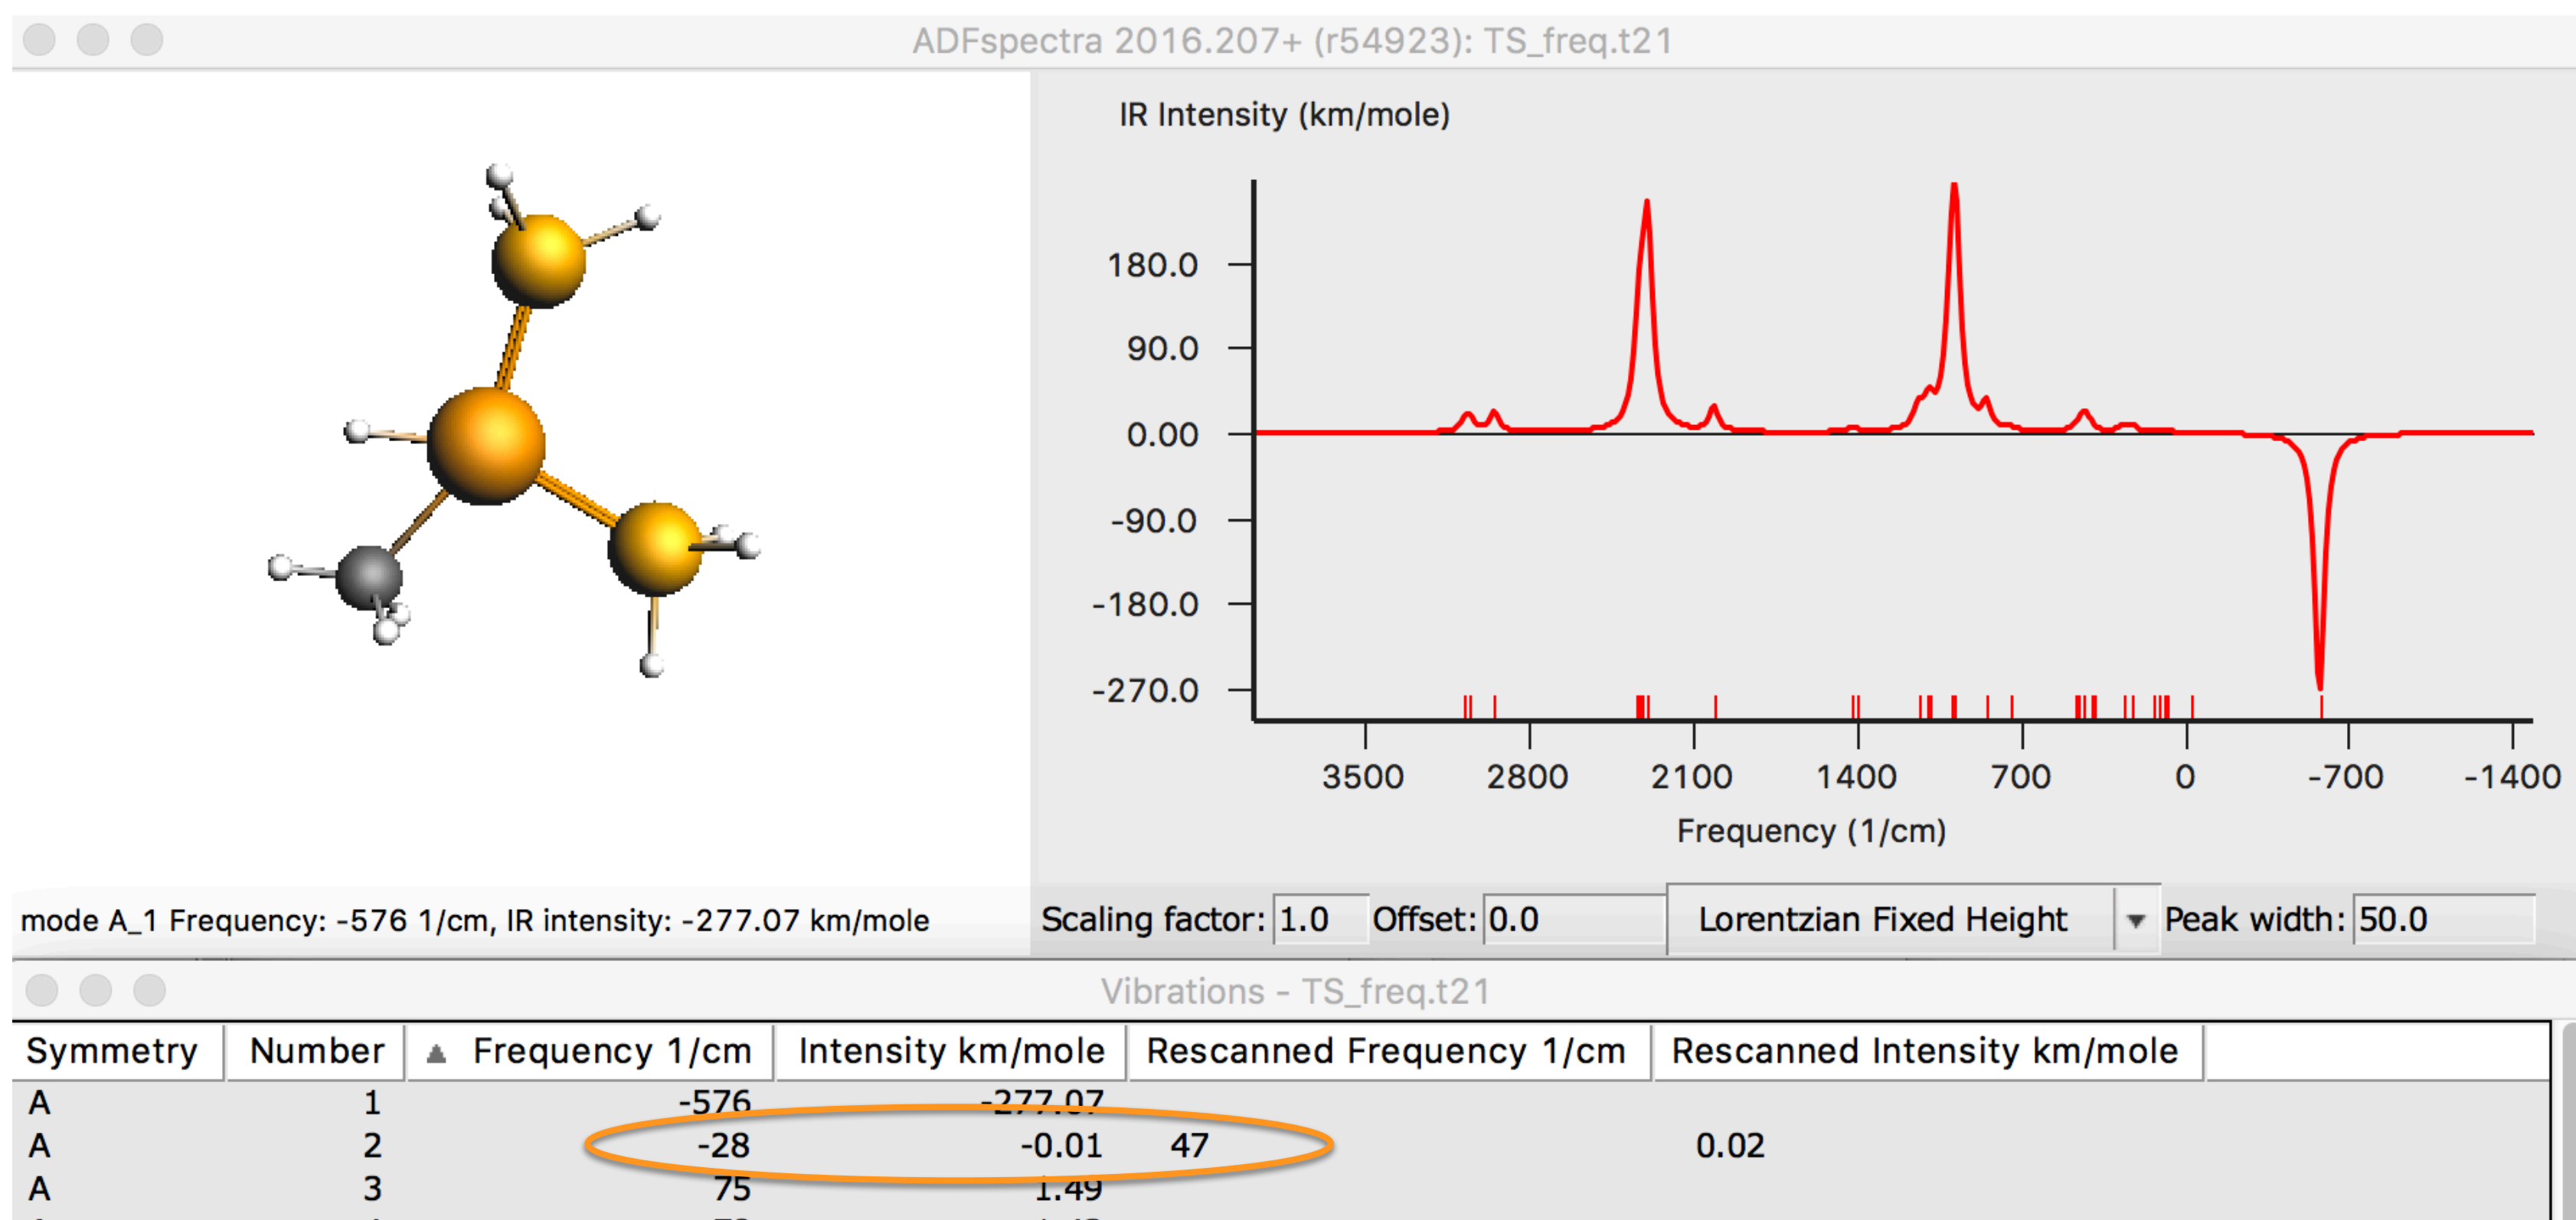 ADFspectra 2016.207+ (r54923): TS_freq.t21
IR Intensity (km/mole)
180.0
90.0
0.00
-90.0
-180.0
-270.0
3500 2800 2100 1400 700 0 -700 -1400
Frequency (1/cm)
mode A_1 Frequency: -576 1/cm, IR intensity: -277.07 km/mole
Scaling factor: 1.0 Offset: 0.0 Lorentzian Fixed Height Peak width: 50.0
Vibrations - TS_freq.t21
Symmetry Number Frequency 1/cm Intensity km/mole Rescanned Frequency 1/cm Rescanned Intensity km/mole
A 1 -576 -277.07
A 2 -28 -0.01 47 0.02
A 3 75 1.49